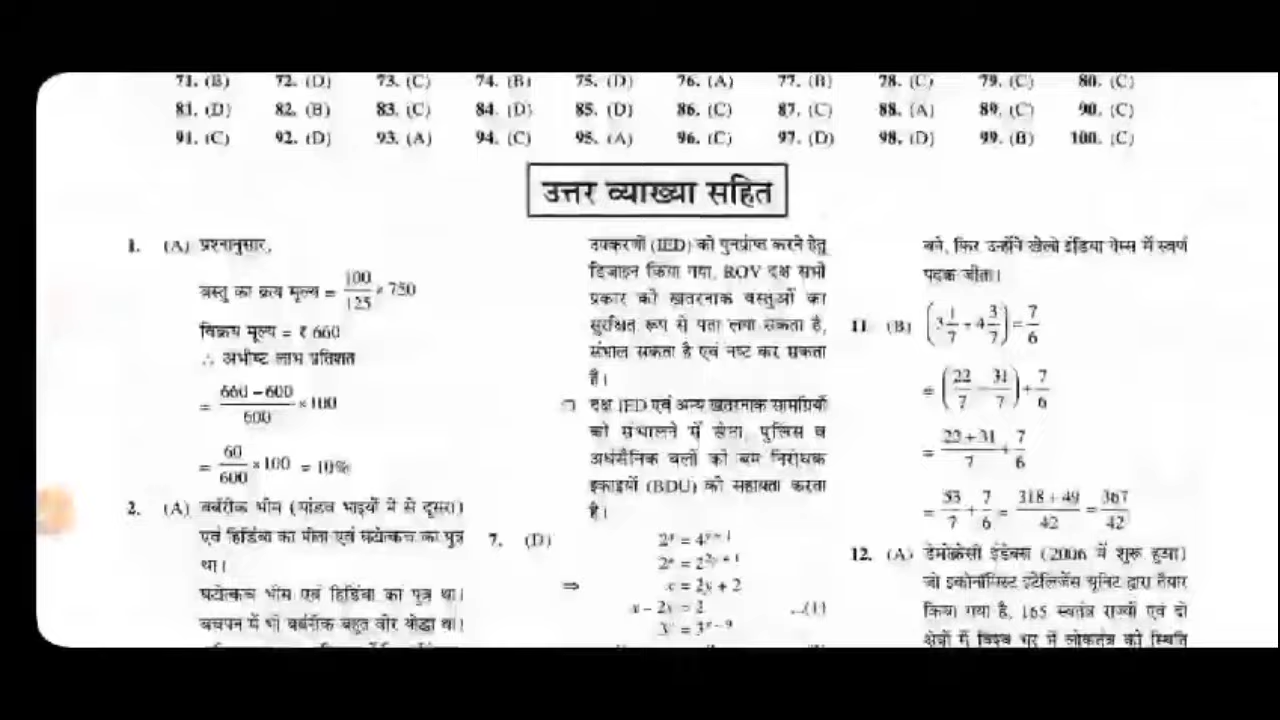 71. (B) 72. (D) 73. (C) 74. (B) 75. (D) 76. (A) 77. (B) 78. (C) 79. (C) 80. (C)
81. (D) 82. (B) 83. (C) 84. (D) 85. (D) 86. (C) 87. (C) 88. (A) 89. (C) 90. (C)
91. (C) 92. (D) 93. (A) 94. (C) 95. (A) 96. (C) 97. (D) 98. (D) 99. (B) 100. (C)
उत्तर व्याख्या सहित
1. (A) प्रश्नानुसार,
वस्तु का क्रय मूल्य = 100/125 × 750
विक्रय मूल्य = ₹ 660
∴ अभीष्ट लाभ प्रतिशत
= (660 – 600)/600 × 100
= 60/600 × 100 = 10%
2. (A) बर्बरीक भीम (पांडव भाइयों में से दूसरा)
एवं हिडिंबा का पोता एवं घटोत्कच का पुत्र
था।
घटोत्कच भीम एवं हिडिंबा का पुत्र था।
बचपन में भी बर्बरीक बहुत वीर योद्धा था।
उपकरणों (IED) को पुनर्प्राप्त करने हेतु
डिजाइन किया गया, ROV दक्ष सभी
प्रकार की खतरनाक वस्तुओं का
सुरक्षित रूप से पता लगा सकता है,
संभाल सकता है एवं नष्ट कर सकता
है।
दक्ष IED एवं अन्य खतरनाक सामग्रियों
को संभालने में सेना, पुलिस व
अर्धसैनिक बलों की बम निरोधक
इकाइयों (BDU) की सहायता करता
है।
7. (D) 2ˣ = 4ʸ⁺¹
2ˣ = 2²ʸ⁺
⇒ x = 2y + 2
x – 2y = 2 ...(1)
3ʸ = 3ˣ⁻⁹
बने, फिर उन्होंने खेलो इंडिया गेम्स में स्वर्ण
पदक जीता।
11. (B) (3 1/7 + 4 3/7) = 7/6
= (22/7 31/7) + 7/6
= (22 + 31)/7 + 7/6
= 53/7 + 7/6 = (318 + 49)/42 = 367/42
12. (A) डेमोक्रेसी इंडेक्स (2006 में शुरू हुआ)
जो इकोनॉमिस्ट इंटेलिजेंस यूनिट द्वारा तैयार
किया गया है, 165 स्वतंत्र राज्यों एवं दो
क्षेत्रों में विश्व भर में लोकतंत्र की स्थिति